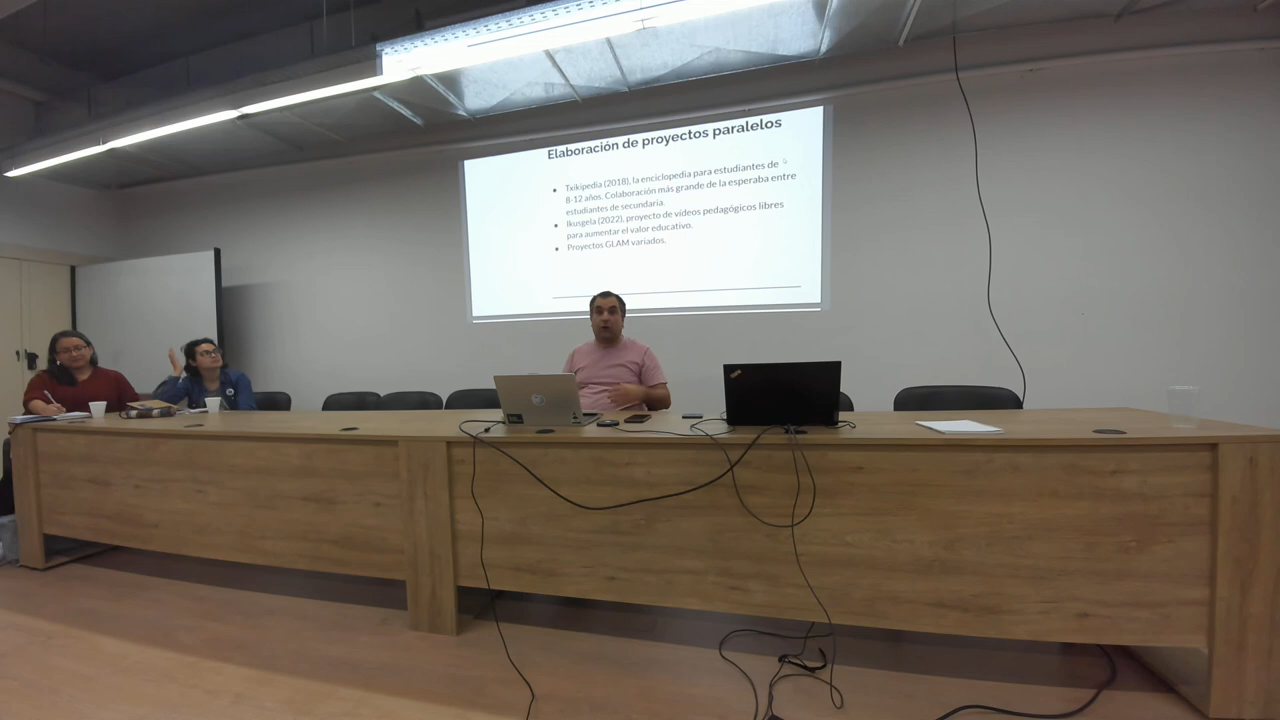 Elaboración de proyectos paralelos
● Txikipedia (2018), la enciclopedia para estudiantes de
8-12 años. Colaboración más grande de la esperaba entre
estudiantes de secundaria.
● Ikusgela (2022), proyecto de vídeos pedagógicos libres
para aumentar el valor educativo.
● Proyectos GLAM variados.